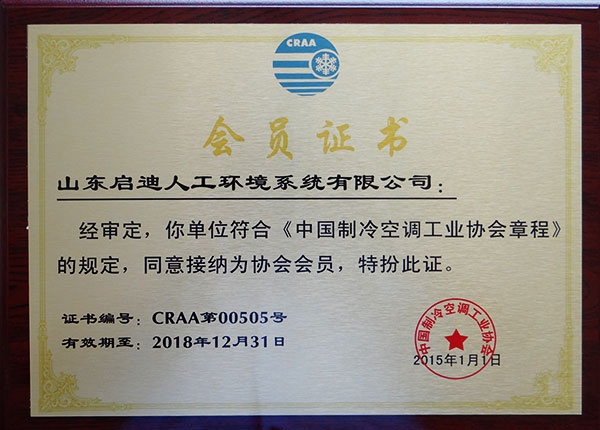 CRAA
会员证书
山东启迪人工环境系统有限公司：
经审定，你单位符合《中国制冷空调工业协会章程》
的规定，同意接纳为协会会员，特扮此证。
证书编号：CRAA第00505号
有效期至：2018年12月31日
中国制冷空调工业协会
2015年1月1日